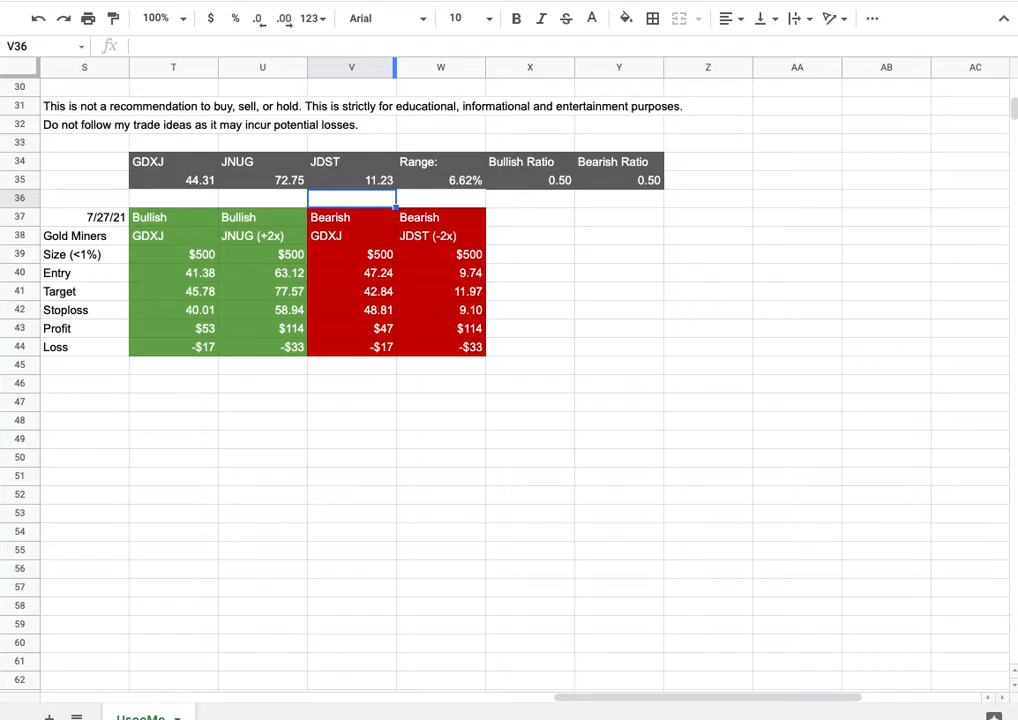 100% $ % .0 .00 123 Arial 10 B I S A
V36 fx
S T U V W X Y Z AA AB AC
30
31 This is not a recommendation to buy, sell, or hold. This is strictly for educational, informational and entertainment purposes.
32 Do not follow my trade ideas as it may incur potential losses.
33
34 GDXJ JNUG JDST Range: Bullish Ratio Bearish Ratio
35 44.31 72.75 11.23 6.62% 0.50 0.50
36
37 7/27/21 Bullish Bullish Bearish Bearish
38 Gold Miners GDXJ JNUG (+2x) GDXJ JDST (-2x)
39 Size (<1%) $500 $500 $500 $500
40 Entry 41.38 63.12 47.24 9.74
41 Target 45.78 77.57 42.84 11.97
42 Stoploss 40.01 58.94 48.81 9.10
43 Profit $53 $114 $47 $114
44 Loss -$17 -$33 -$17 -$33
45
46
47
48
49
50
51
52
53
54
55
56
57
58
59
60
61
62